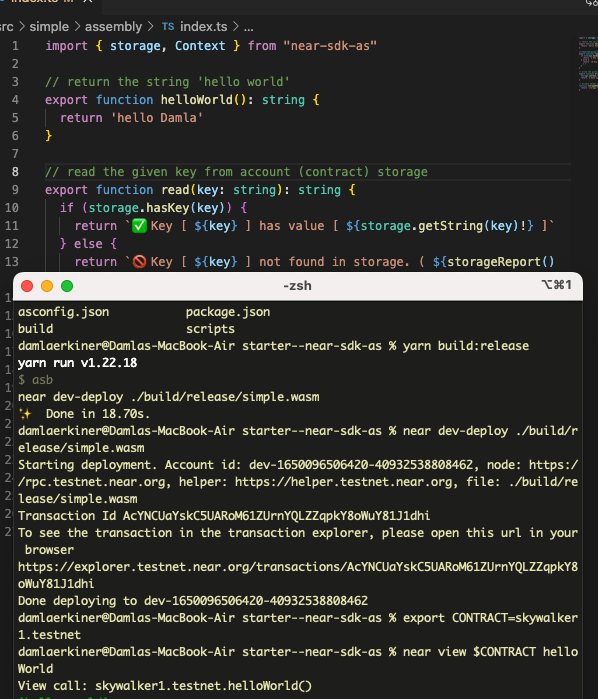 src > simple > assembly > TS index.ts > ...
1 import { storage, Context } from "near-sdk-as"
2
3 // return the string 'hello world'
4 export function helloWorld(): string {
5 return 'hello Damla'
6 }
7
8 // read the given key from account (contract) storage
9 export function read(key: string): string {
10 if (storage.hasKey(key)) {
11 return `✅ Key [ ${key} ] has value [ ${storage.getString(key)!} ]`
12 } else {
13 return `🚫 Key [ ${key} ] not found in storage. ( ${storageReport()
-zsh ⌥⌘1
asconfig.json package.json
build scripts
damlaerkiner@Damlas-MacBook-Air starter--near-sdk-as % yarn build:release
yarn run v1.22.18
$ asb
near dev-deploy ./build/release/simple.wasm
✨ Done in 18.70s.
damlaerkiner@Damlas-MacBook-Air starter--near-sdk-as % near dev-deploy ./build/r
elease/simple.wasm
Starting deployment. Account id: dev-1650096506420-40932538808462, node: https:/
/rpc.testnet.near.org, helper: https://helper.testnet.near.org, file: ./build/re
lease/simple.wasm
Transaction Id AcYNCUaYskC5UARoM61ZUrnYQLZZqpkY8oWuY81J1dhi
To see the transaction in the transaction explorer, please open this url in your
browser
https://explorer.testnet.near.org/transactions/AcYNCUaYskC5UARoM61ZUrnYQLZZqpkY8
oWuY81J1dhi
Done deploying to dev-1650096506420-40932538808462
damlaerkiner@Damlas-MacBook-Air starter--near-sdk-as % export CONTRACT=skywalker
1.testnet
damlaerkiner@Damlas-MacBook-Air starter--near-sdk-as % near view $CONTRACT hello
World
View call: skywalker1.testnet.helloWorld()